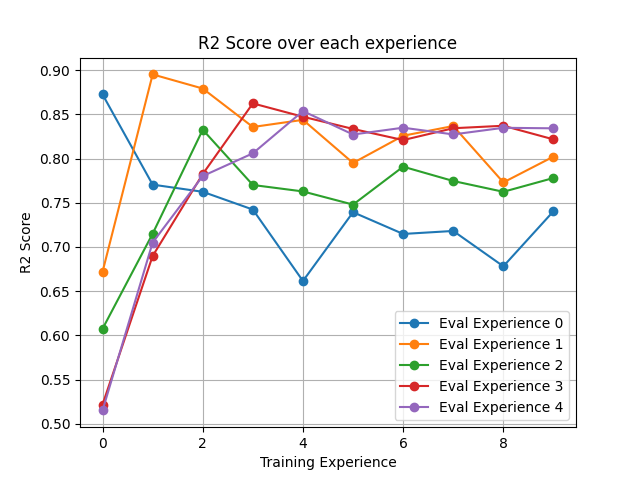 R2 Score over each experience
0.90
0.85
0.80
0.75
0.70
0.65
0.60
0.55
0.50
R2 Score
0
2
4
6
8
Training Experience
Eval Experience 0
Eval Experience 1
Eval Experience 2
Eval Experience 3
Eval Experience 4